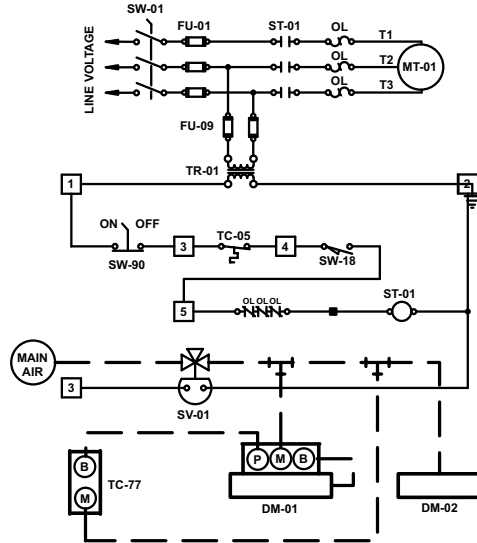 SW-01
FU-01
ST-01
OL
T1
LINE VOLTAGE
OL
T2
MT-01
OL
T3
FU-09
TR-01
1
2
ON OFF
TC-05
3
4
SW-90
SW-18
5
OL OL OL
ST-01
MAIN AIR
3
SV-01
B
M
TC-77
P
M
B
DM-01
DM-02